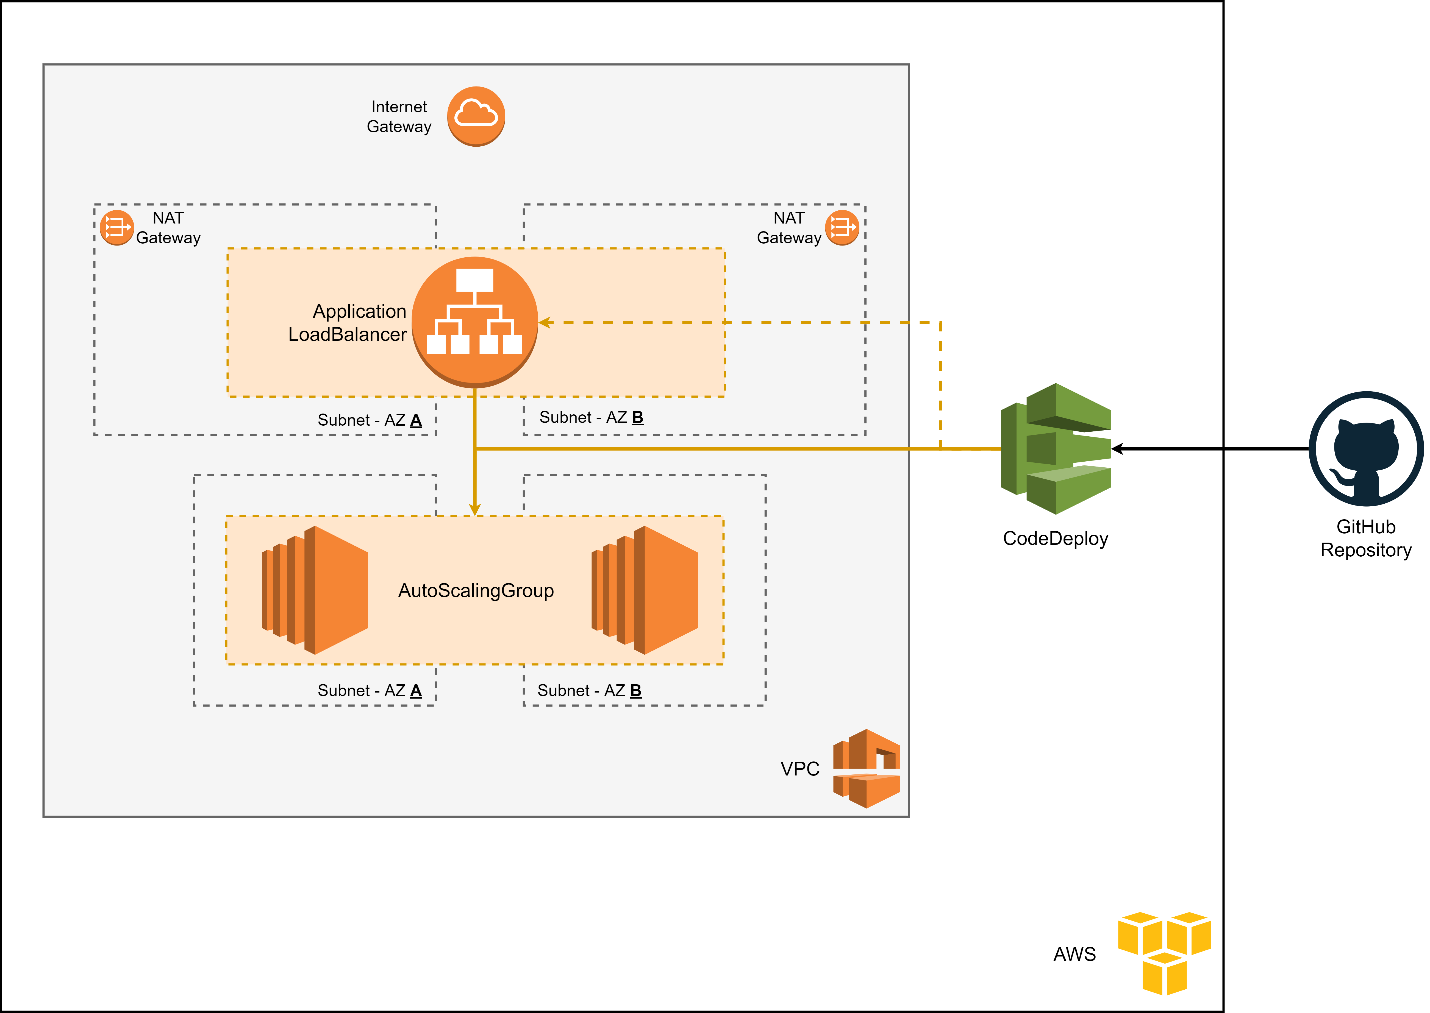 Internet
Gateway
NAT
Gateway
NAT
Gateway
Application
LoadBalancer
Subnet - AZ A
Subnet - AZ B
CodeDeploy
GitHub
Repository
AutoScalingGroup
Subnet - AZ A
Subnet - AZ B
VPC
AWS